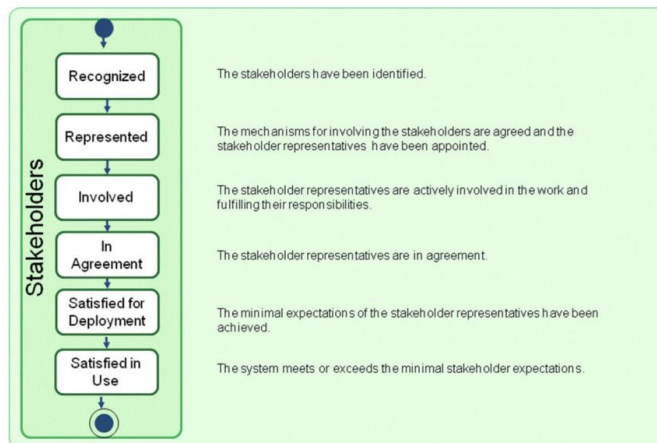 Stakeholders
Recognized
The stakeholders have been identified.
Represented
The mechanisms for involving the stakeholders are agreed and the
stakeholder representatives have been appointed.
Involved
The stakeholder representatives are actively involved in the work and
fulfilling their responsibilities.
In
Agreement
The stakeholder representatives are in agreement.
Satisfied for
Deployment
The minimal expectations of the stakeholder representatives have been
achieved.
Satisfied in
Use
The system meets or exceeds the minimal stakeholder expectations.